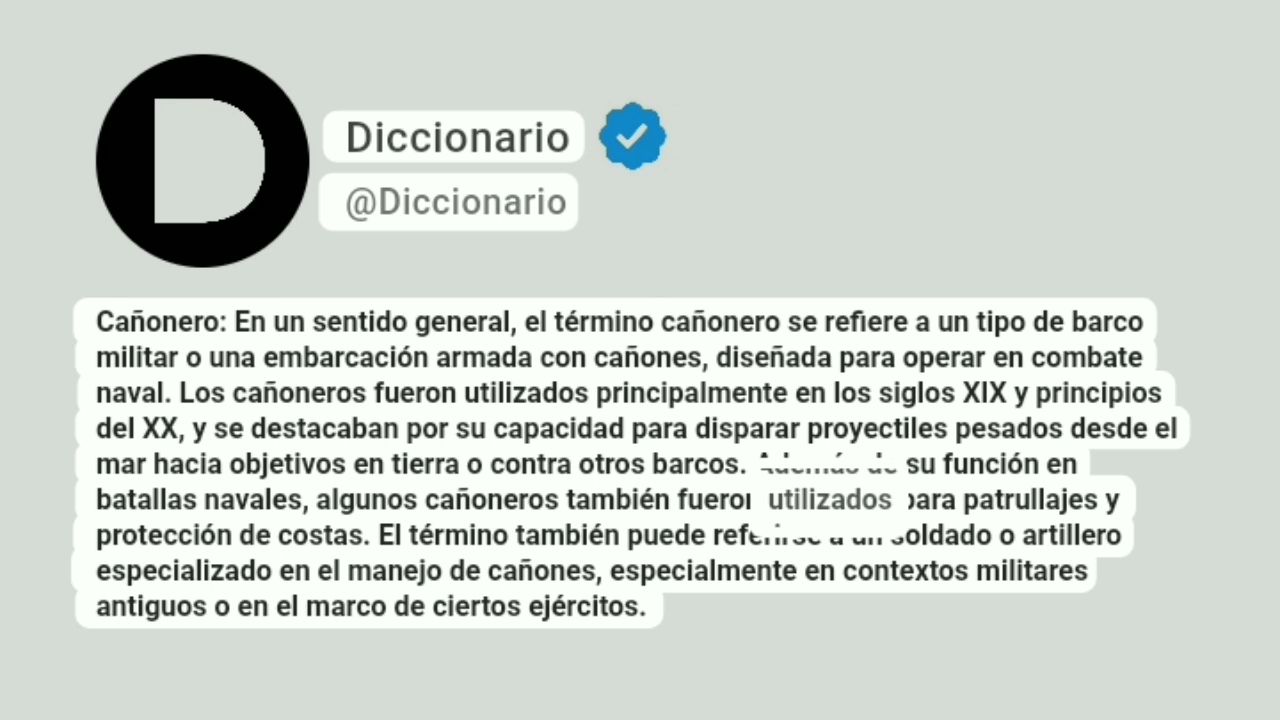 Diccionario
@Diccionario
Cañonero: En un sentido general, el término cañonero se refiere a un tipo de barco
militar o una embarcación armada con cañones, diseñada para operar en combate
naval. Los cañoneros fueron utilizados principalmente en los siglos XIX y principios
del XX, y se destacaban por su capacidad para disparar proyectiles pesados desde el
mar hacia objetivos en tierra o contra otros barcos. Además de su función en
batallas navales, algunos cañoneros también fueron utilizados para patrullajes y
protección de costas. El término también puede referirse a un soldado o artillero
especializado en el manejo de cañones, especialmente en contextos militares
antiguos o en el marco de ciertos ejércitos.